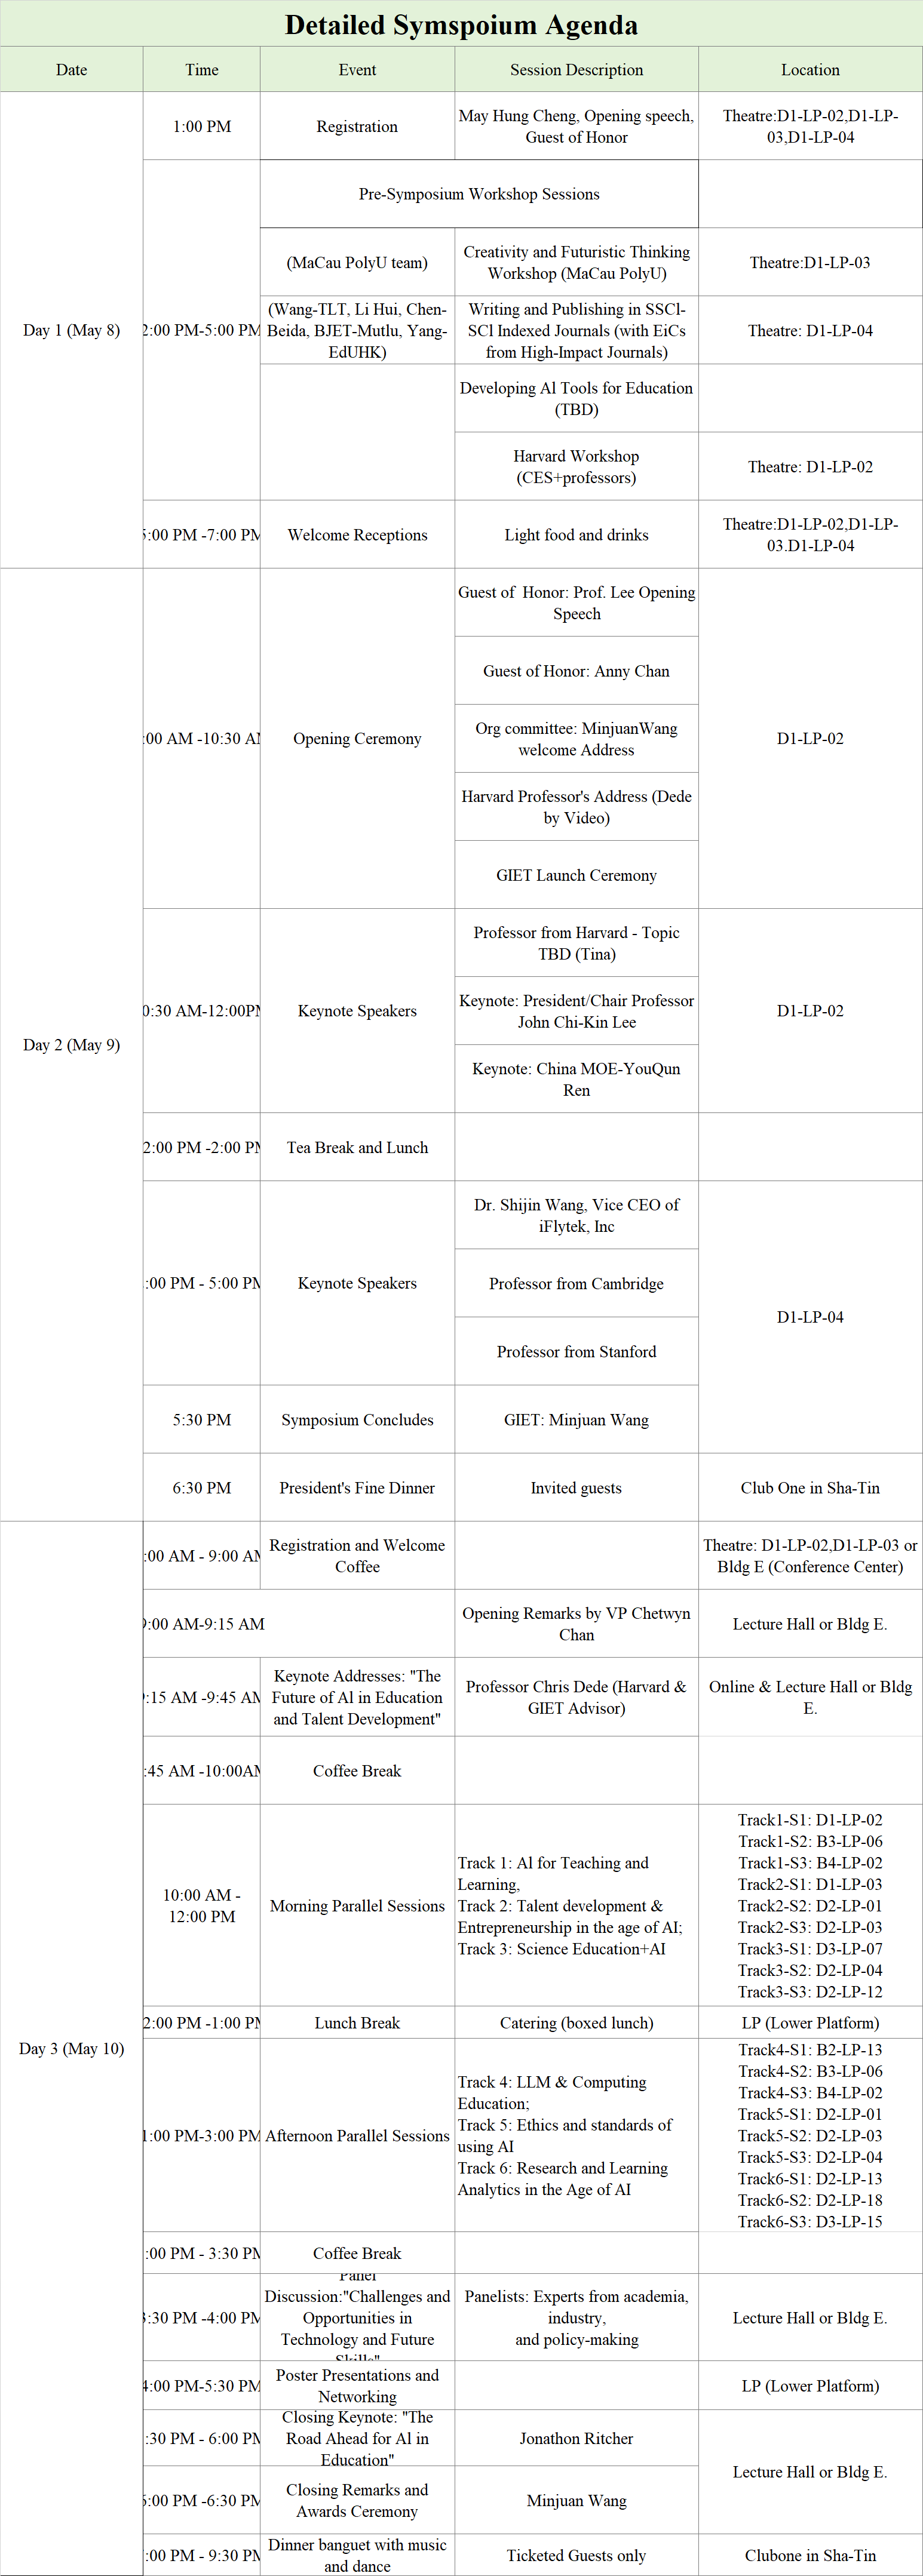 Detailed Symspoium Agenda
Date
Time
Event
Session Description
Location
Day 1 (May 8)
1:00 PM
Registration
May Hung Cheng, Opening speech,
Guest of Honor
Theatre:D1-LP-02,D1-LP-
03,D1-LP-04
2:00 PM-5:00 PM
Pre-Symposium Workshop Sessions
(MaCau PolyU team)
Creativity and Futuristic Thinking
Workshop (MaCau PolyU)
Theatre:D1-LP-03
(Wang-TLT, Li Hui, Chen-
Beida, BJET-Mutlu, Yang-
EdUHK)
Writing and Publishing in SSCl-
SCl Indexed Journals (with EiCs
from High-Impact Journals)
Theatre: D1-LP-04
Developing Al Tools for Education
(TBD)
Harvard Workshop
(CES+professors)
Theatre: D1-LP-02
5:00 PM -7:00 PM
Welcome Receptions
Light food and drinks
Theatre:D1-LP-02,D1-LP-
03.D1-LP-04
Day 2 (May 9)
:00 AM -10:30 AM
Opening Ceremony
Guest of  Honor: Prof. Lee Opening
Speech
Guest of Honor: Anny Chan
Org committee: MinjuanWang
welcome Address
Harvard Professor's Address (Dede
by Video)
GIET Launch Ceremony
D1-LP-02
0:30 AM-12:00PM
Keynote Speakers
Professor from Harvard - Topic
TBD (Tina)
Keynote: President/Chair Professor
John Chi-Kin Lee
Keynote: China MOE-YouQun
Ren
D1-LP-02
2:00 PM -2:00 PM
Tea Break and Lunch
:00 PM - 5:00 PM
Keynote Speakers
Dr. Shijin Wang, Vice CEO of
iFlytek, Inc
Professor from Cambridge
Professor from Stanford
D1-LP-04
5:30 PM
Symposium Concludes
GIET: Minjuan Wang
6:30 PM
President's Fine Dinner
Invited guests
Club One in Sha-Tin
Day 3 (May 10)
:00 AM - 9:00 AM
Registration and Welcome
Coffee
Theatre: D1-LP-02,D1-LP-03 or
Bldg E (Conference Center)
9:00 AM-9:15 AM
Opening Remarks by VP Chetwyn
Chan
Lecture Hall or Bldg E.
9:15 AM -9:45 AM
Keynote Addresses: "The
Future of Al in Education
and Talent Development"
Professor Chris Dede (Harvard &
GIET Advisor)
Online & Lecture Hall or Bldg
E.
:45 AM -10:00AM
Coffee Break
10:00 AM -
12:00 PM
Morning Parallel Sessions
Track 1: Al for Teaching and
Learning,
Track 2: Talent development &
Entrepreneurship in the age of AI;
Track 3: Science Education+AI
Track1-S1: D1-LP-02
Track1-S2: B3-LP-06
Track1-S3: B4-LP-02
Track2-S1: D1-LP-03
Track2-S2: D2-LP-01
Track2-S3: D2-LP-03
Track3-S1: D3-LP-07
Track3-S2: D2-LP-04
Track3-S3: D2-LP-12
2:00 PM -1:00 PM
Lunch Break
Catering (boxed lunch)
LP (Lower Platform)
1:00 PM-3:00 PM
Afternoon Parallel Sessions
Track 4: LLM & Computing
Education;
Track 5: Ethics and standards of
using AI
Track 6: Research and Learning
Analytics in the Age of AI
Track4-S1: B2-LP-13
Track4-S2: B3-LP-06
Track4-S3: B4-LP-02
Track5-S1: D2-LP-01
Track5-S2: D2-LP-03
Track5-S3: D2-LP-04
Track6-S1: D2-LP-13
Track6-S2: D2-LP-18
Track6-S3: D3-LP-15
:00 PM - 3:30 PM
Coffee Break
3:30 PM -4:00 PM
Panel
Discussion:"Challenges and
Opportunities in
Technology and Future
Skills"
Panelists: Experts from academia,
industry,
and policy-making
Lecture Hall or Bldg E.
4:00 PM-5:30 PM
Poster Presentations and
Networking
LP (Lower Platform)
:30 PM - 6:00 PM
Closing Keynote: "The
Road Ahead for Al in
Education"
Jonathon Ritcher
Lecture Hall or Bldg E.
6:00 PM -6:30 PM
Closing Remarks and
Awards Ceremony
Minjuan Wang
:00 PM - 9:30 PM
Dinner banguet with music
and dance
Ticketed Guests only
Clubone in Sha-Tin